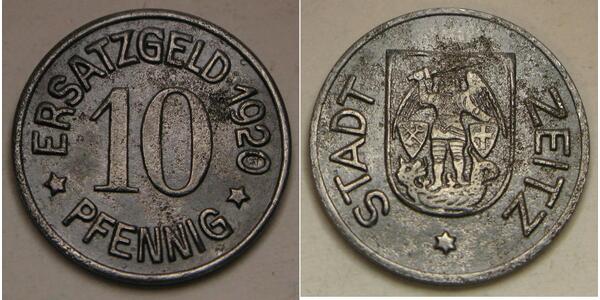 ERSATZGELD 1920
10
PFENNIG
STADT ZEITZ